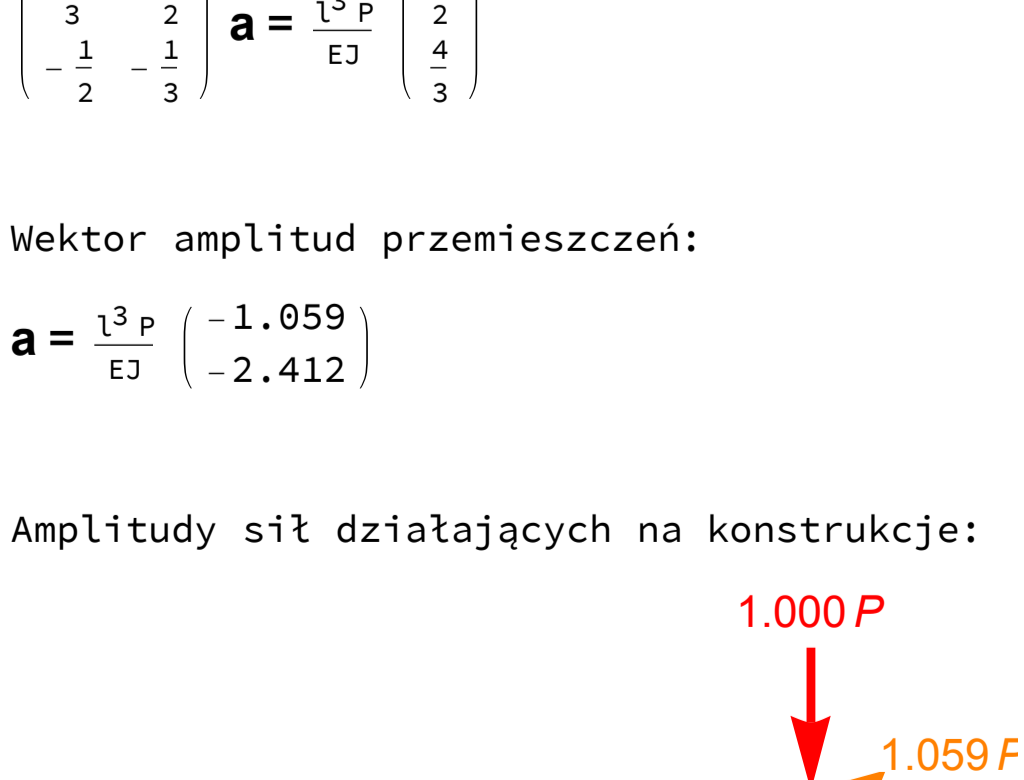 3 2 a = l³ P 2
- 1/2 - 1/3 EJ 4/3
Wektor amplitud przemieszczeń:
a = l³ P / EJ ( -1.059
-2.412 )
Amplitudy sił działających na konstrukcje:
1.000 P
1.059 P